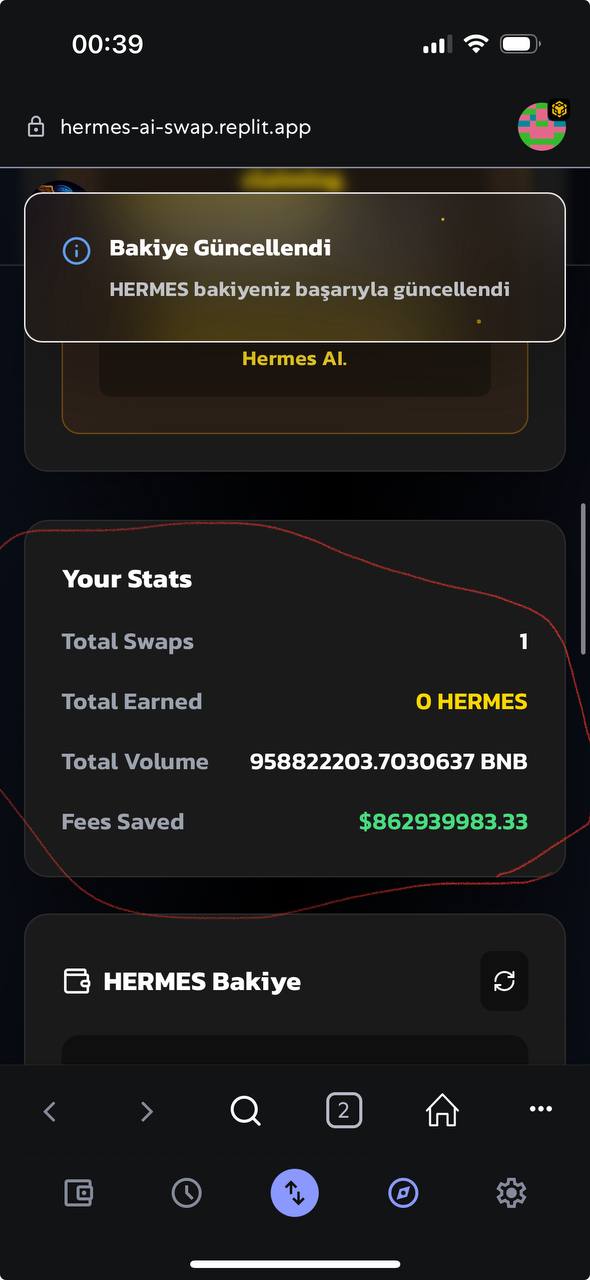 00:39
hermes-ai-swap.replit.app
claiming
Bakiye Güncellendi
HERMES bakiyeniz başarıyla güncellendi
Hermes AI.
Your Stats
Total Swaps 1
Total Earned 0 HERMES
Total Volume 958822203.7030637 BNB
Fees Saved $862939983.33
HERMES Bakiye
2